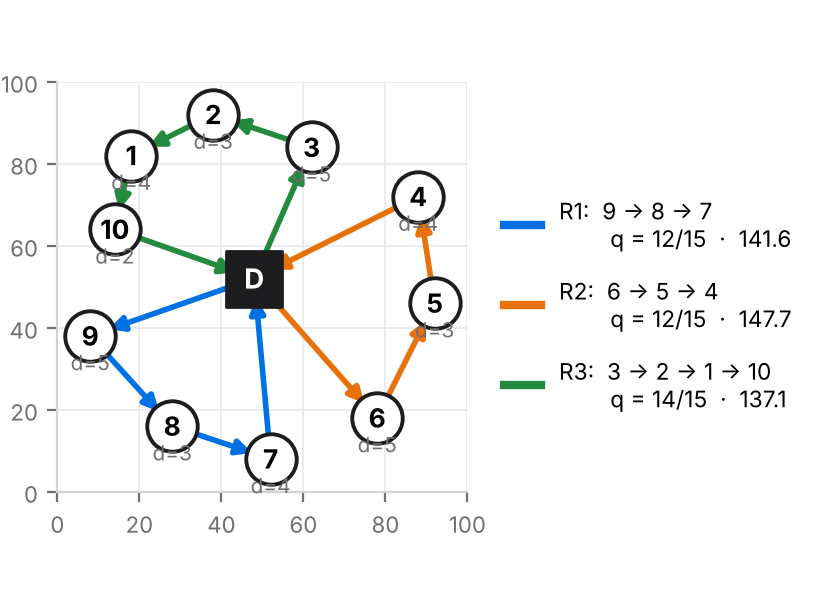 100
2
d=3
3
d=5
1
d=4
80
4
d=4
10
d=2
60
D
5
d=3
40
9
d=5
8
d=3
6
d=5
20
7
d=4
0
0 20 40 60 80 100
R1: 9 → 8 → 7
q = 12/15 · 141.6
R2: 6 → 5 → 4
q = 12/15 · 147.7
R3: 3 → 2 → 1 → 10
q = 14/15 · 137.1